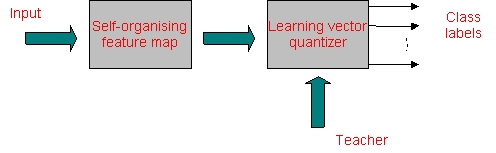 Input
Self-organising
feature map
Learning vector
quantizer
Class
labels
Teacher